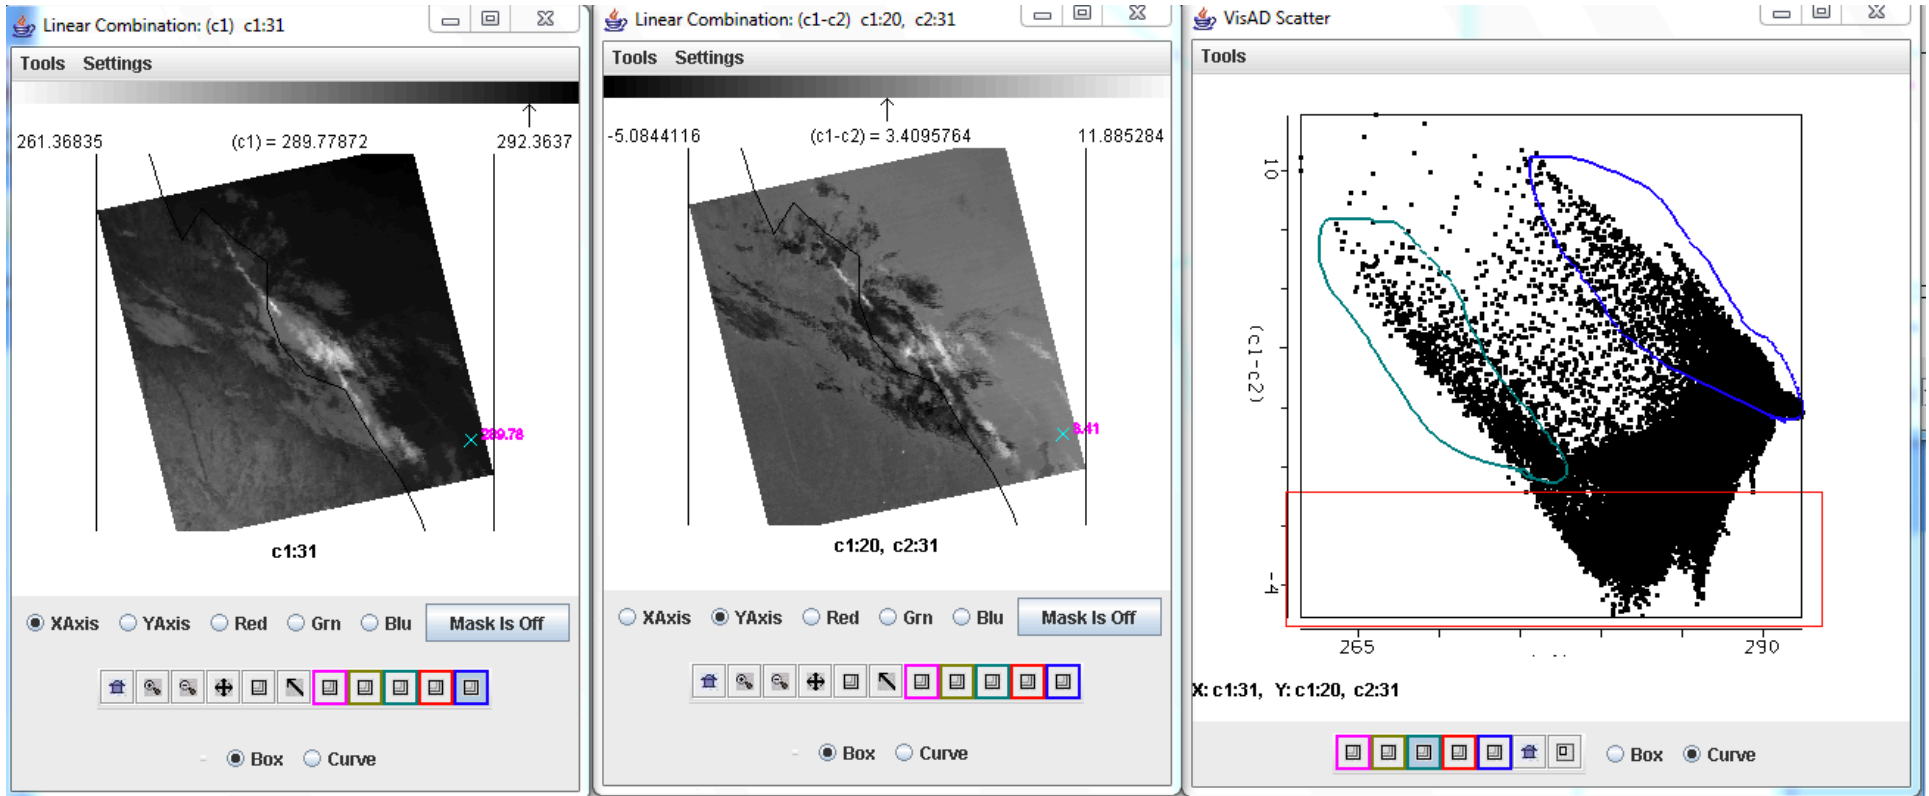 Linear Combination: (c1) c1:31
Tools Settings
261.36835 (c1) = 289.77872 292.3637
289.78
c1:31
XAxis YAxis Red Grn Blu Mask Is Off
Box Curve
Linear Combination: (c1-c2) c1:20, c2:31
Tools Settings
-5.0844116 (c1-c2) = 3.4095764 11.885284
3.41
c1:20, c2:31
XAxis YAxis Red Grn Blu Mask Is Off
Box Curve
VisAD Scatter
Tools
10
(c1-c2)
-4
265 290
X: c1:31, Y: c1:20, c2:31
Box Curve